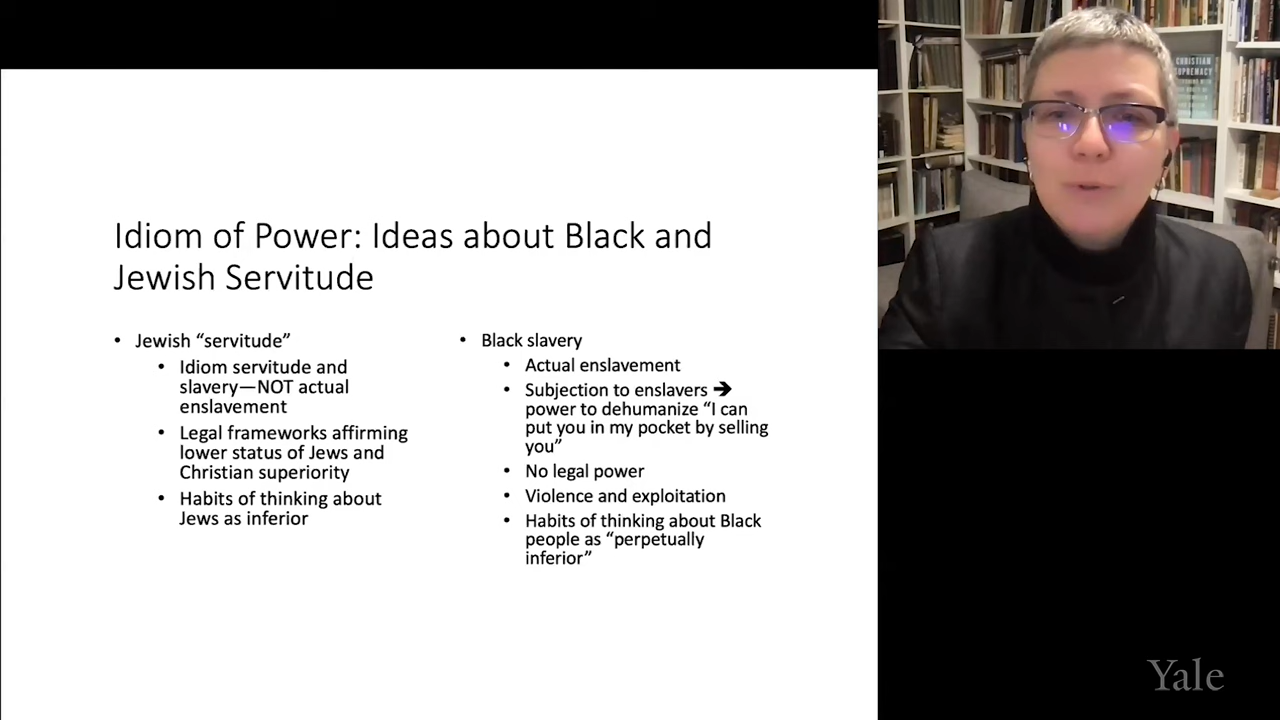 Idiom of Power: Ideas about Black and
Jewish Servitude
• Jewish “servitude”
• Idiom servitude and
slavery—NOT actual
enslavement
• Legal frameworks affirming
lower status of Jews and
Christian superiority
• Habits of thinking about
Jews as inferior
• Black slavery
• Actual enslavement
• Subjection to enslavers ➔
power to dehumanize “I can
put you in my pocket by selling
you”
• No legal power
• Violence and exploitation
• Habits of thinking about Black
people as “perpetually
inferior”
CHRISTIAN
SUPREMACY
Yale